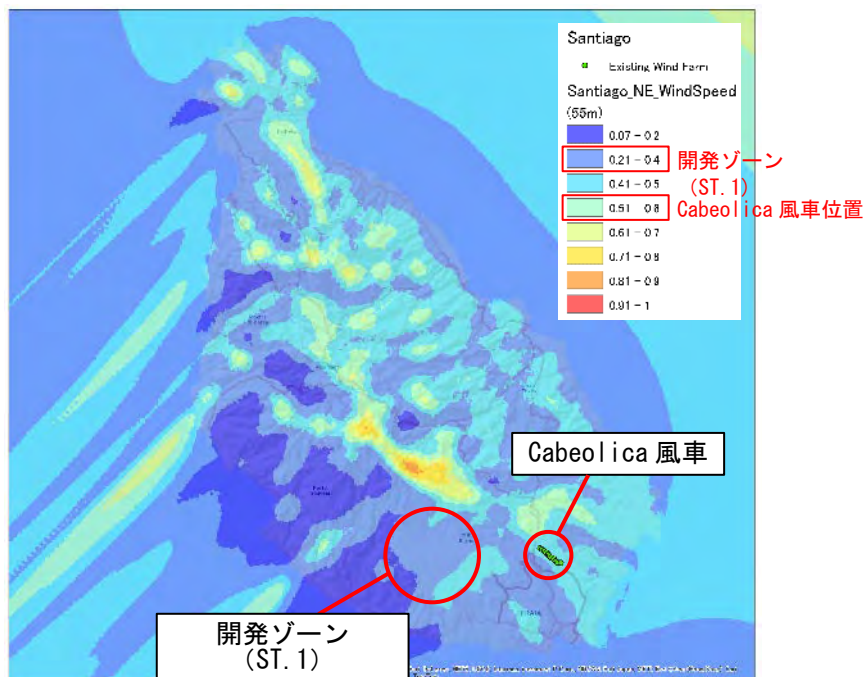 Santiago
Existing Wind Farm
Santiago_NE_WindSpeed
(55m)
0.07 - 0.2
0.21 - 0.4
開発ゾーン
(ST.1)
0.41 - 0.5
0.51 - 0.6
Cabeolica 風車位置
0.61 - 0.7
0.71 - 0.8
0.81 - 0.9
0.91 - 1
Cabeolica 風車
開発ゾーン
(ST.1)